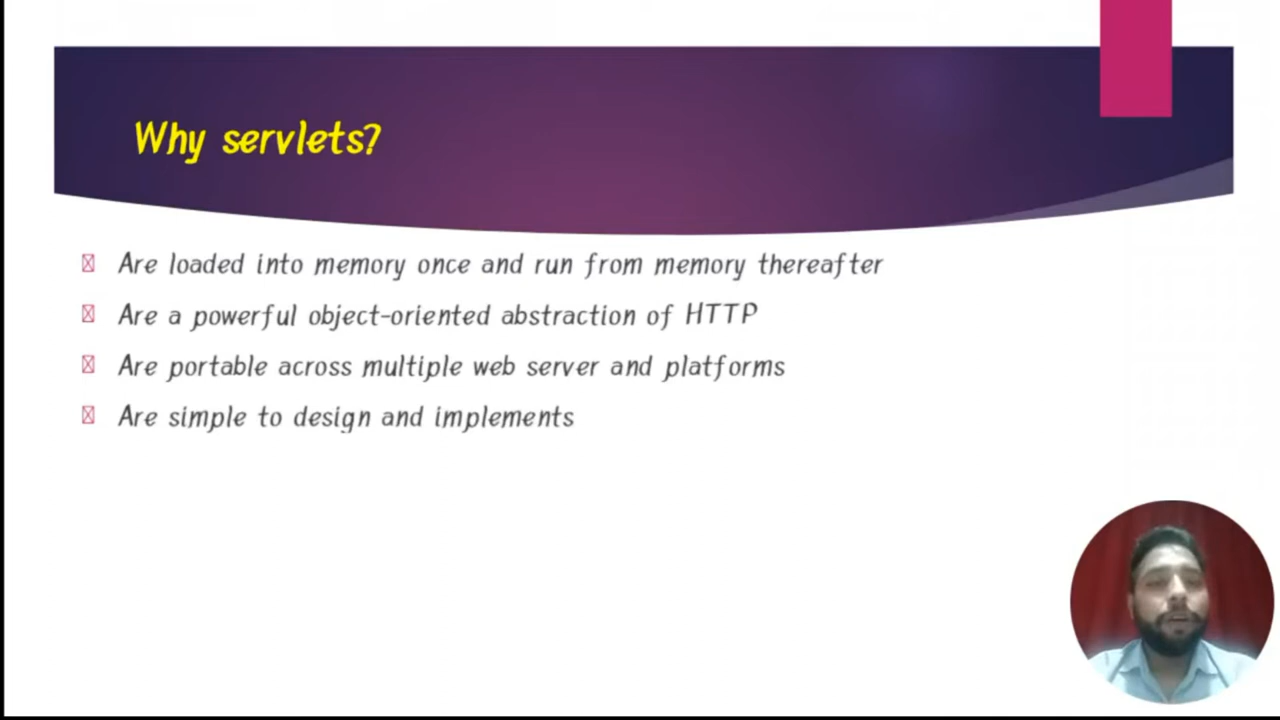 Why servlets?
Are loaded into memory once and run from memory thereafter
Are a powerful object-oriented abstraction of HTTP
Are portable across multiple web server and platforms
Are simple to design and implements